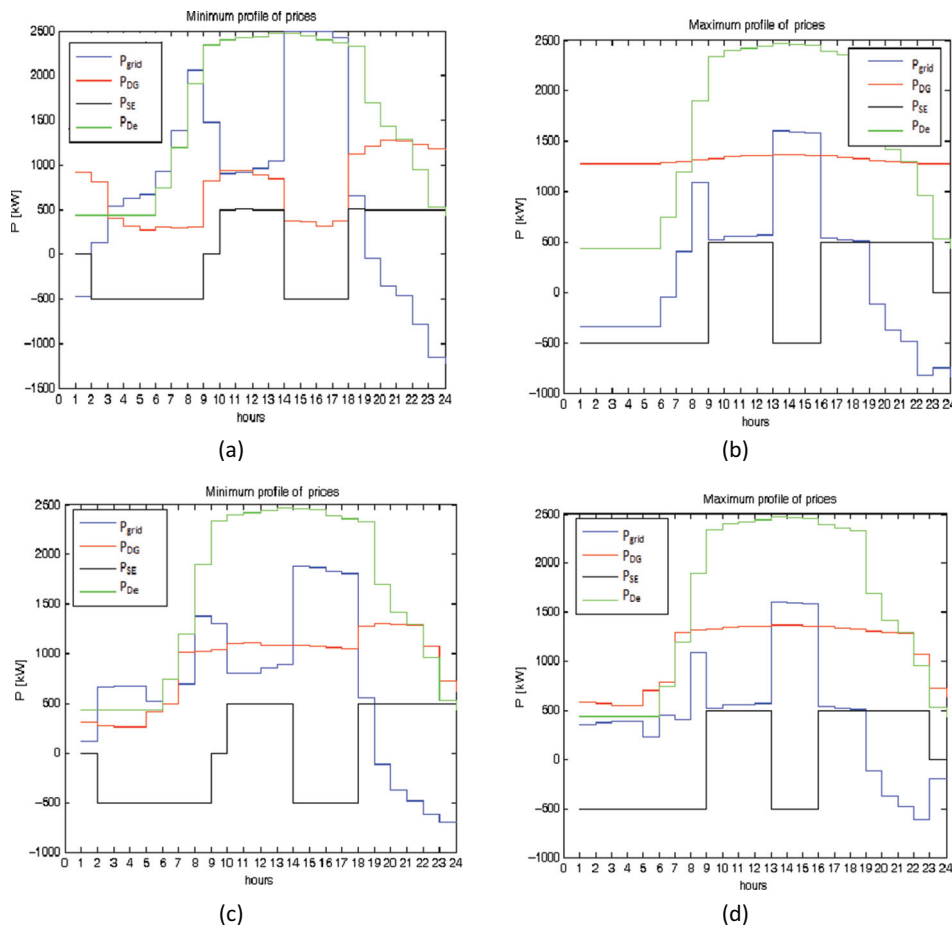 Minimum profile of prices
2500
2000
1500
1000
500
0
−500
−1000
−1500
P [kW]
Pgrid
PDG
PSE
PDe
0 1 2 3 4 5 6 7 8 9 10 11 12 13 14 15 16 17 18 19 20 21 22 23 24
hours
(a)
Maximum profile of prices
2500
2000
1500
1000
500
0
−500
−1000
P [kW]
Pgrid
PDG
PSE
PDe
0 1 2 3 4 5 6 7 8 9 10 11 12 13 14 15 16 17 18 19 20 21 22 23 24
hours
(b)
Minimum profile of prices
2500
2000
1500
1000
500
0
−500
−1000
P [kW]
Pgrid
PDG
PSE
PDe
0 1 2 3 4 5 6 7 8 9 10 11 12 13 14 15 16 17 18 19 20 21 22 23 24
hours
(c)
Maximum profile of prices
2500
2000
1500
1000
500
0
−500
−1000
P [kW]
Pgrid
PDG
PSE
PDe
0 1 2 3 4 5 6 7 8 9 10 11 12 13 14 15 16 17 18 19 20 21 22 23 24
hours
(d)